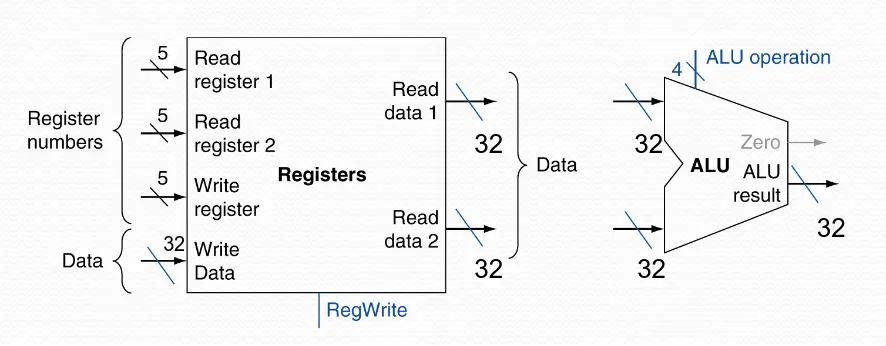 Register
numbers
Data
5
Read
register 1
5
Read
register 2
5
Write
register
32
Write
Data
Registers
Read
data 1
32
Read
data 2
32
RegWrite
Data
4
ALU operation
32
32
Zero
ALU
ALU
result
32